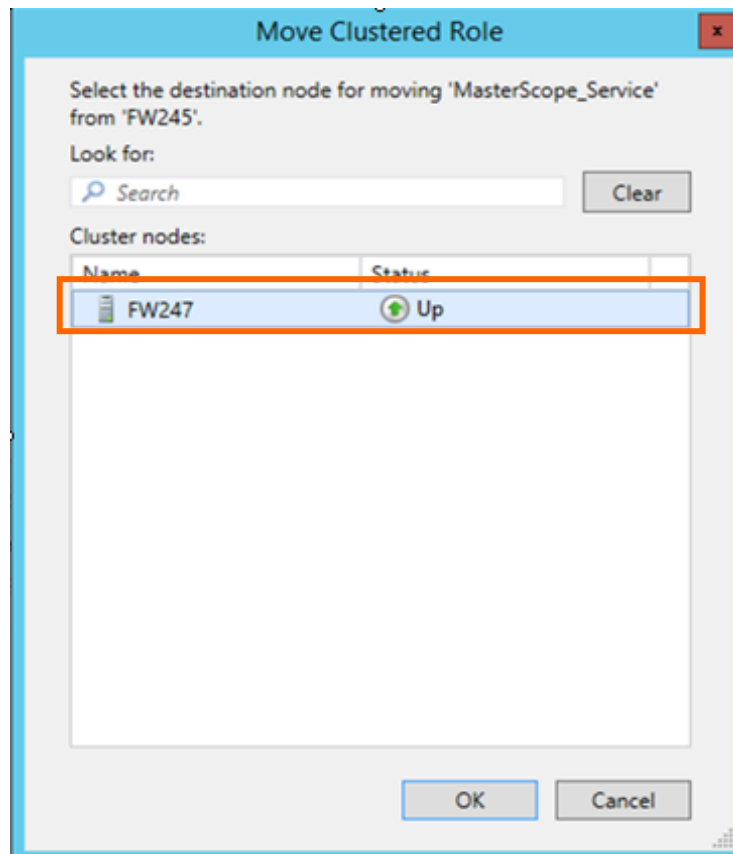 Move Clustered Role
x
Select the destination node for moving 'MasterScope_Service'
from 'FW245'.
Look for:
Search
Clear
Cluster nodes:
Name Status
FW247 Up
OK Cancel